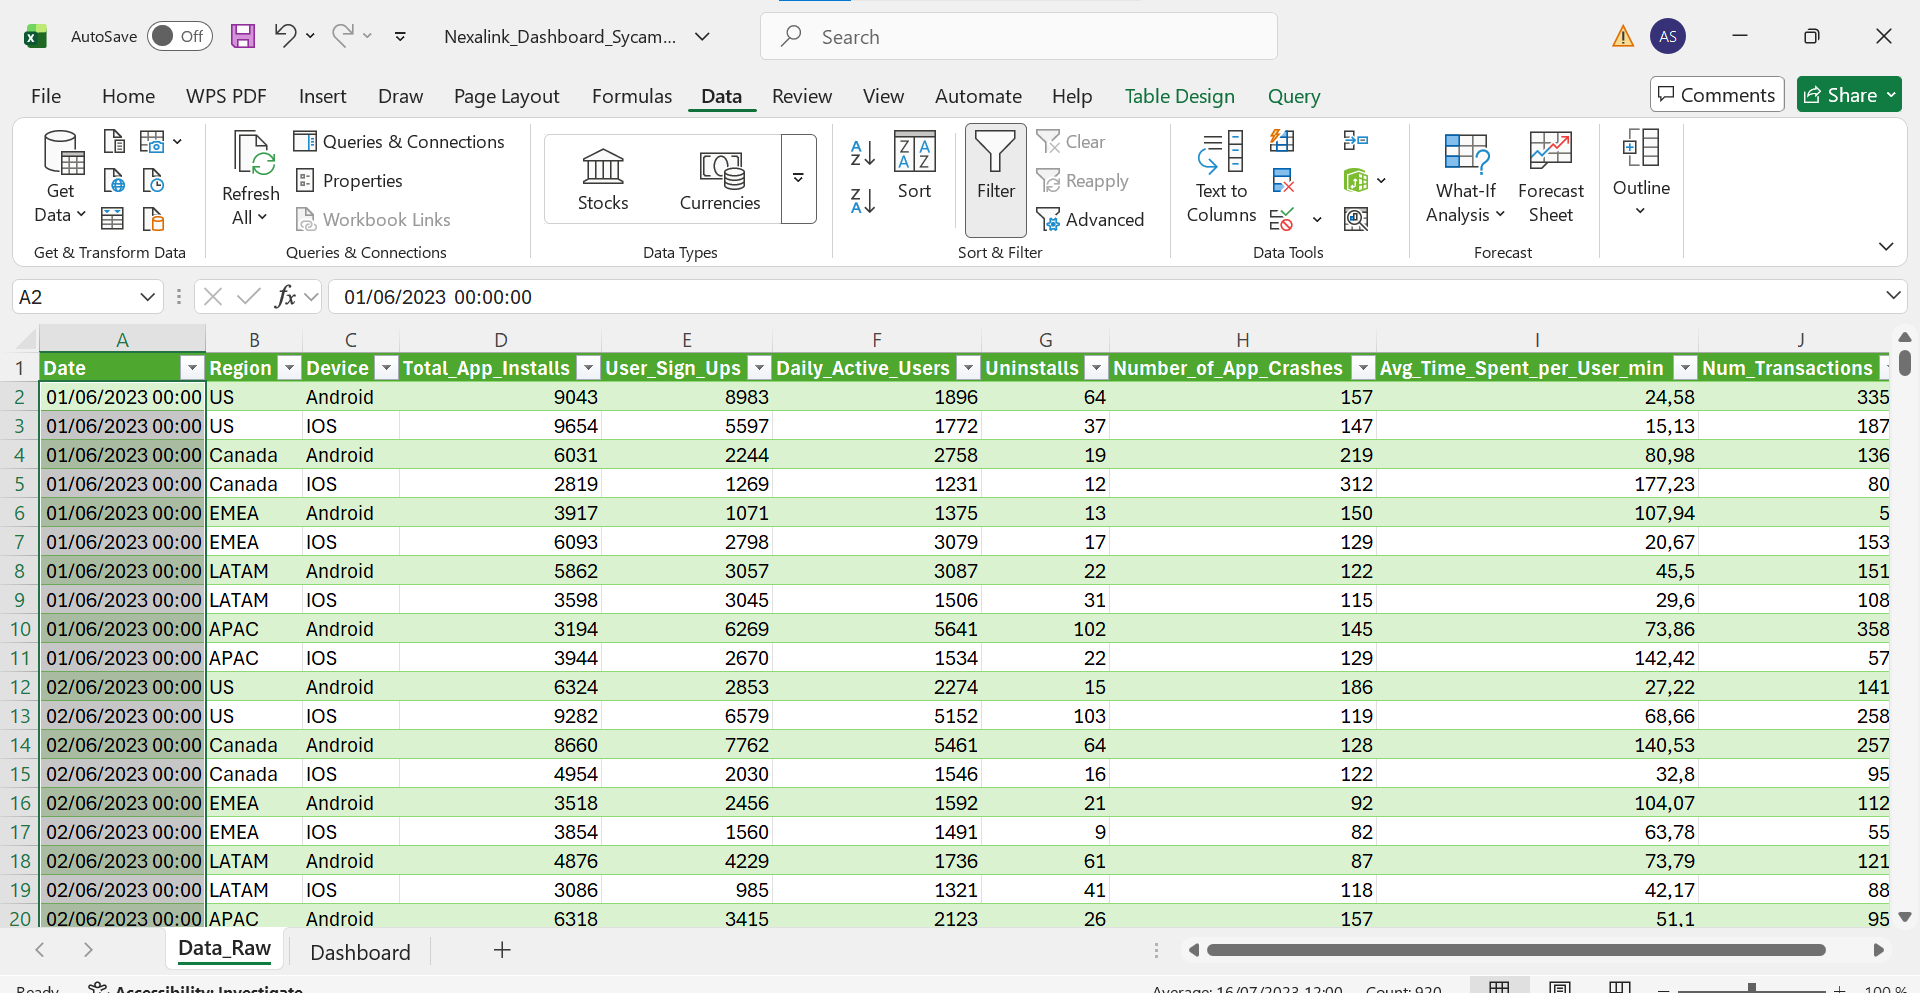 AutoSave Off Nexalink_Dashboard_Sycam... Search AS
File Home WPS PDF Insert Draw Page Layout Formulas Data Review View Automate Help Table Design Query Comments Share
Get Data
Refresh All
Queries & Connections
Properties
Workbook Links
Stocks
Currencies
Sort
Filter
Clear
Reapply
Advanced
Text to Columns
What-If Analysis
Forecast Sheet
Outline
Get & Transform Data Queries & Connections Data Types Sort & Filter Data Tools Forecast
A2 fx 01/06/2023 00:00:00
A B C D E F G H I J
1 Date Region Device Total_App_Installs User_Sign_Ups Daily_Active_Users Uninstalls Number_of_App_Crashes Avg_Time_Spent_per_User_min Num_Transactions
2 01/06/2023 00:00 US Android 9043 8983 1896 64 157 24,58 335
3 01/06/2023 00:00 US IOS 9654 5597 1772 37 147 15,13 187
4 01/06/2023 00:00 Canada Android 6031 2244 2758 19 219 80,98 136
5 01/06/2023 00:00 Canada IOS 2819 1269 1231 12 312 177,23 80
6 01/06/2023 00:00 EMEA Android 3917 1071 1375 13 150 107,94 5
7 01/06/2023 00:00 EMEA IOS 6093 2798 3079 17 129 20,67 153
8 01/06/2023 00:00 LATAM Android 5862 3057 3087 22 122 45,5 151
9 01/06/2023 00:00 LATAM IOS 3598 3045 1506 31 115 29,6 108
10 01/06/2023 00:00 APAC Android 3194 6269 5641 102 145 73,86 358
11 01/06/2023 00:00 APAC IOS 3944 2670 1534 22 129 142,42 57
12 02/06/2023 00:00 US Android 6324 2853 2274 15 186 27,22 141
13 02/06/2023 00:00 US IOS 9282 6579 5152 103 119 68,66 258
14 02/06/2023 00:00 Canada Android 8660 7762 5461 64 128 140,53 257
15 02/06/2023 00:00 Canada IOS 4954 2030 1546 16 122 32,8 95
16 02/06/2023 00:00 EMEA Android 3518 2456 1592 21 92 104,07 112
17 02/06/2023 00:00 EMEA IOS 3854 1560 1491 9 82 63,78 55
18 02/06/2023 00:00 LATAM Android 4876 4229 1736 61 87 73,79 121
19 02/06/2023 00:00 LATAM IOS 3086 985 1321 41 118 42,17 88
20 02/06/2023 00:00 APAC Android 6318 3415 2123 26 157 51,1 95
Data_Raw Dashboard
Ready Accessibility: Investigate Average: 16/07/2023 12:00 Count: 920 100 %